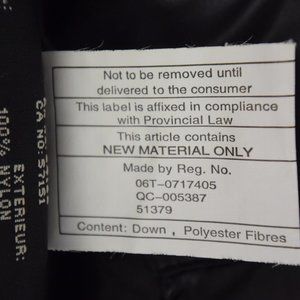 Not to be removed until
delivered to the consumer
This label is affixed in compliance
with Provincial Law
This article contains
NEW MATERIAL ONLY
Made by Reg. No.
06T-0717405
QC-005387
51379
Content: Down , Polyester Fibres
CA NO: 57151
EXTERIEUR:
100% NYLON